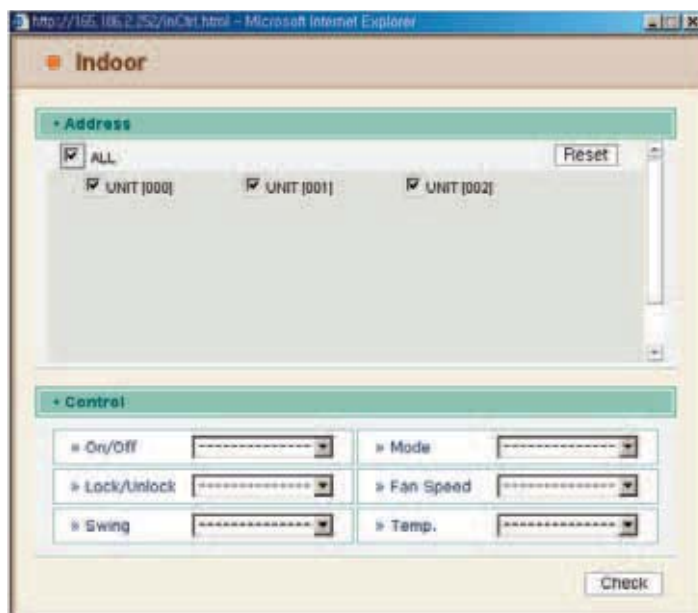 http://165.186.2.252/InCtrl.html - Microsoft Internet Explorer
Indoor
• Address
ALL
Reset
UNIT [000] UNIT [001] UNIT [002]
• Control
» On/Off -------------- » Mode --------------
» Lock/Unlock -------------- » Fan Speed --------------
» Swing -------------- » Temp. --------------
Check